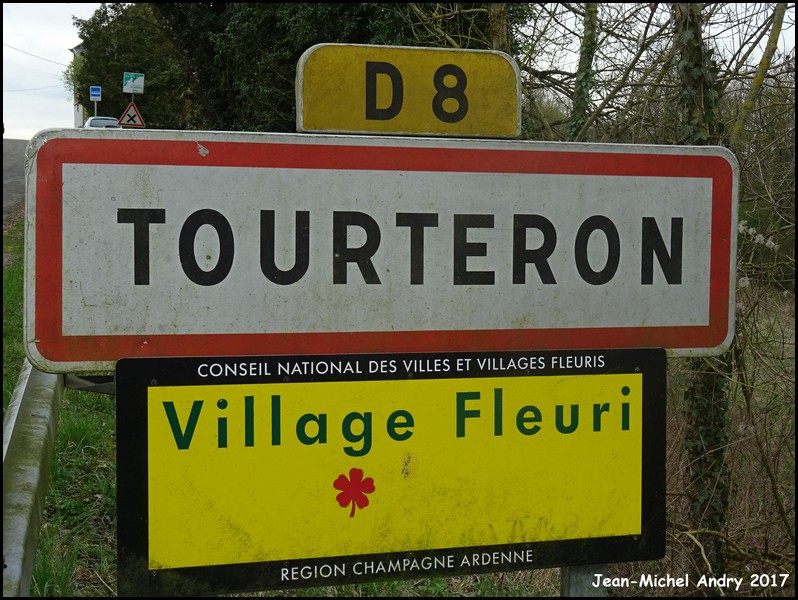 D 8
TOURTERON
CONSEIL NATIONAL DES VILLES ET VILLAGES FLEURIS
Village Fleuri
REGION CHAMPAGNE ARDENNE
Jean-Michel Andry 2017